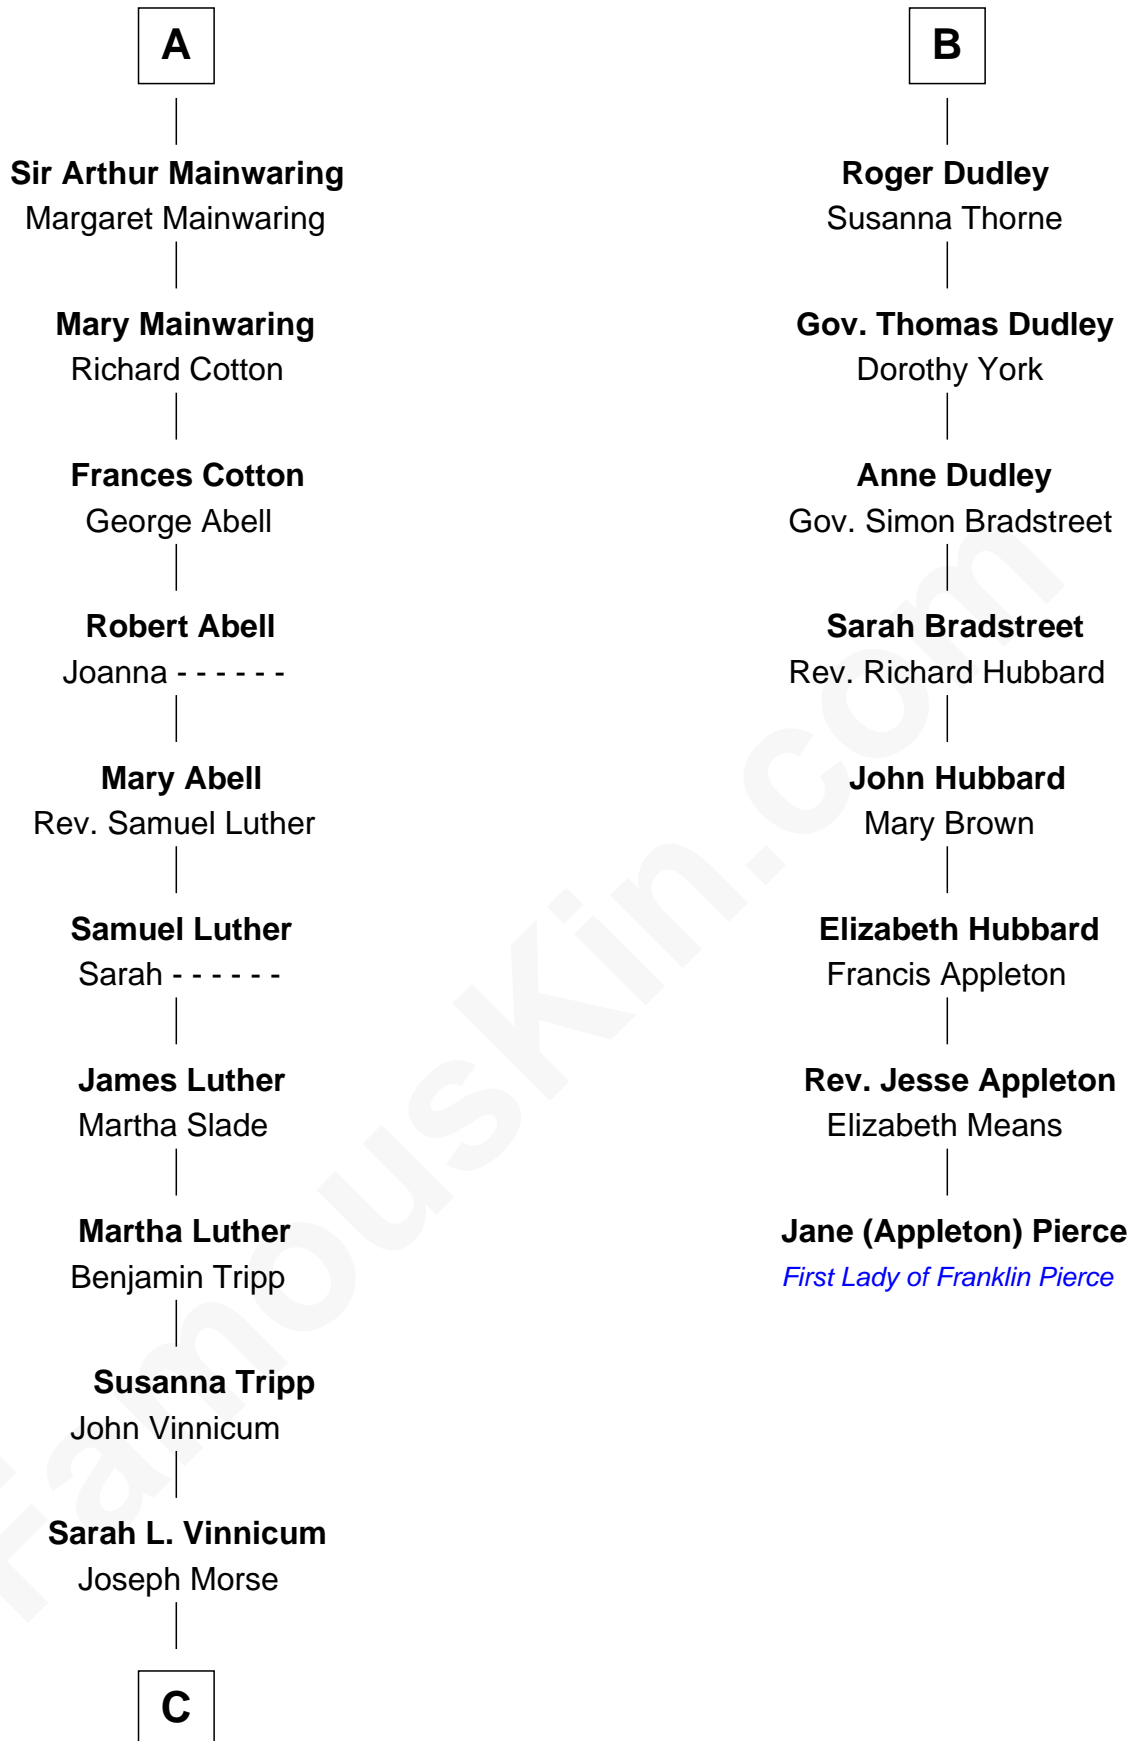 A
Sir Arthur Mainwaring
Margaret Mainwaring
Mary Mainwaring
Richard Cotton
Frances Cotton
George Abell
Robert Abell
Joanna - - - - - -
Mary Abell
Rev. Samuel Luther
Samuel Luther
Sarah - - - - - -
James Luther
Martha Slade
Martha Luther
Benjamin Tripp
Susanna Tripp
John Vinnicum
Sarah L. Vinnicum
Joseph Morse
C
B
Roger Dudley
Susanna Thorne
Gov. Thomas Dudley
Dorothy York
Anne Dudley
Gov. Simon Bradstreet
Sarah Bradstreet
Rev. Richard Hubbard
John Hubbard
Mary Brown
Elizabeth Hubbard
Francis Appleton
Rev. Jesse Appleton
Elizabeth Means
Jane (Appleton) Pierce
First Lady of Franklin Pierce
FamousKin.com